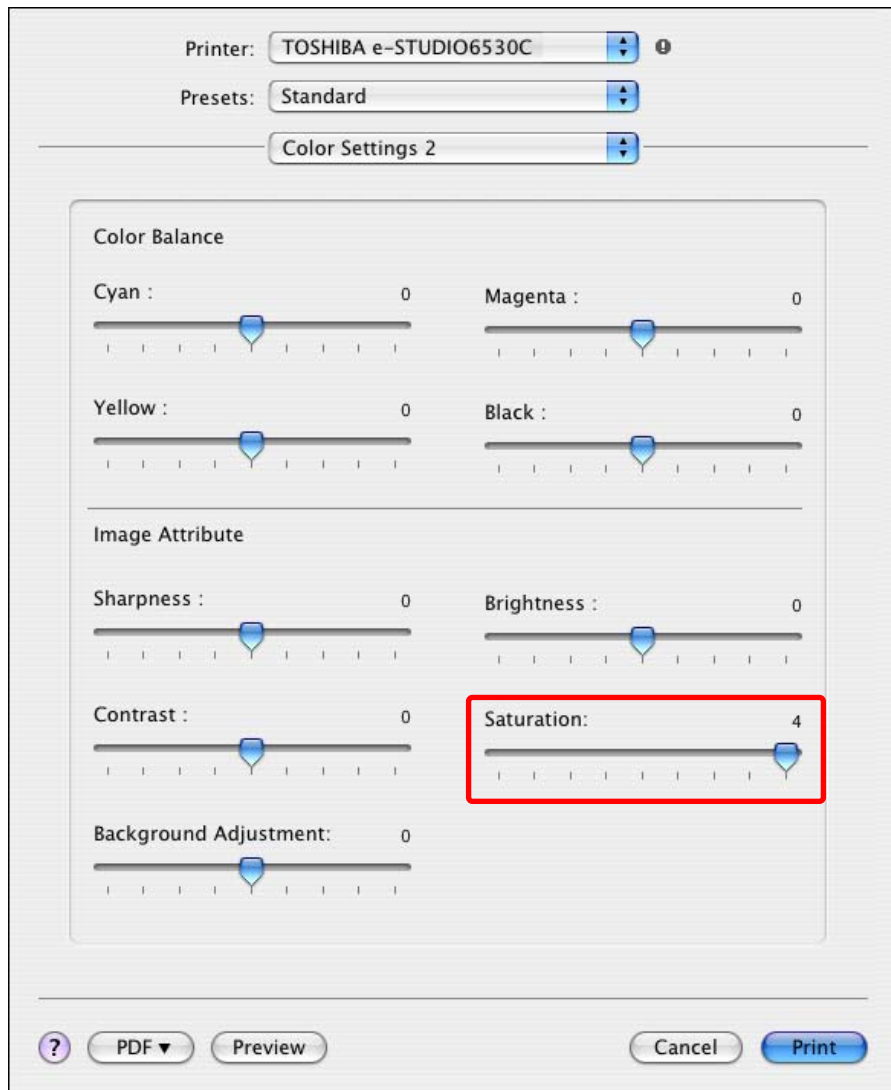 Printer: TOSHIBA e-STUDIO6530C
Presets: Standard
Color Settings 2
Color Balance
Cyan : 0
Magenta : 0
Yellow : 0
Black : 0
Image Attribute
Sharpness : 0
Brightness : 0
Contrast : 0
Saturation: 4
Background Adjustment: 0
? PDF ▼ Preview Cancel Print